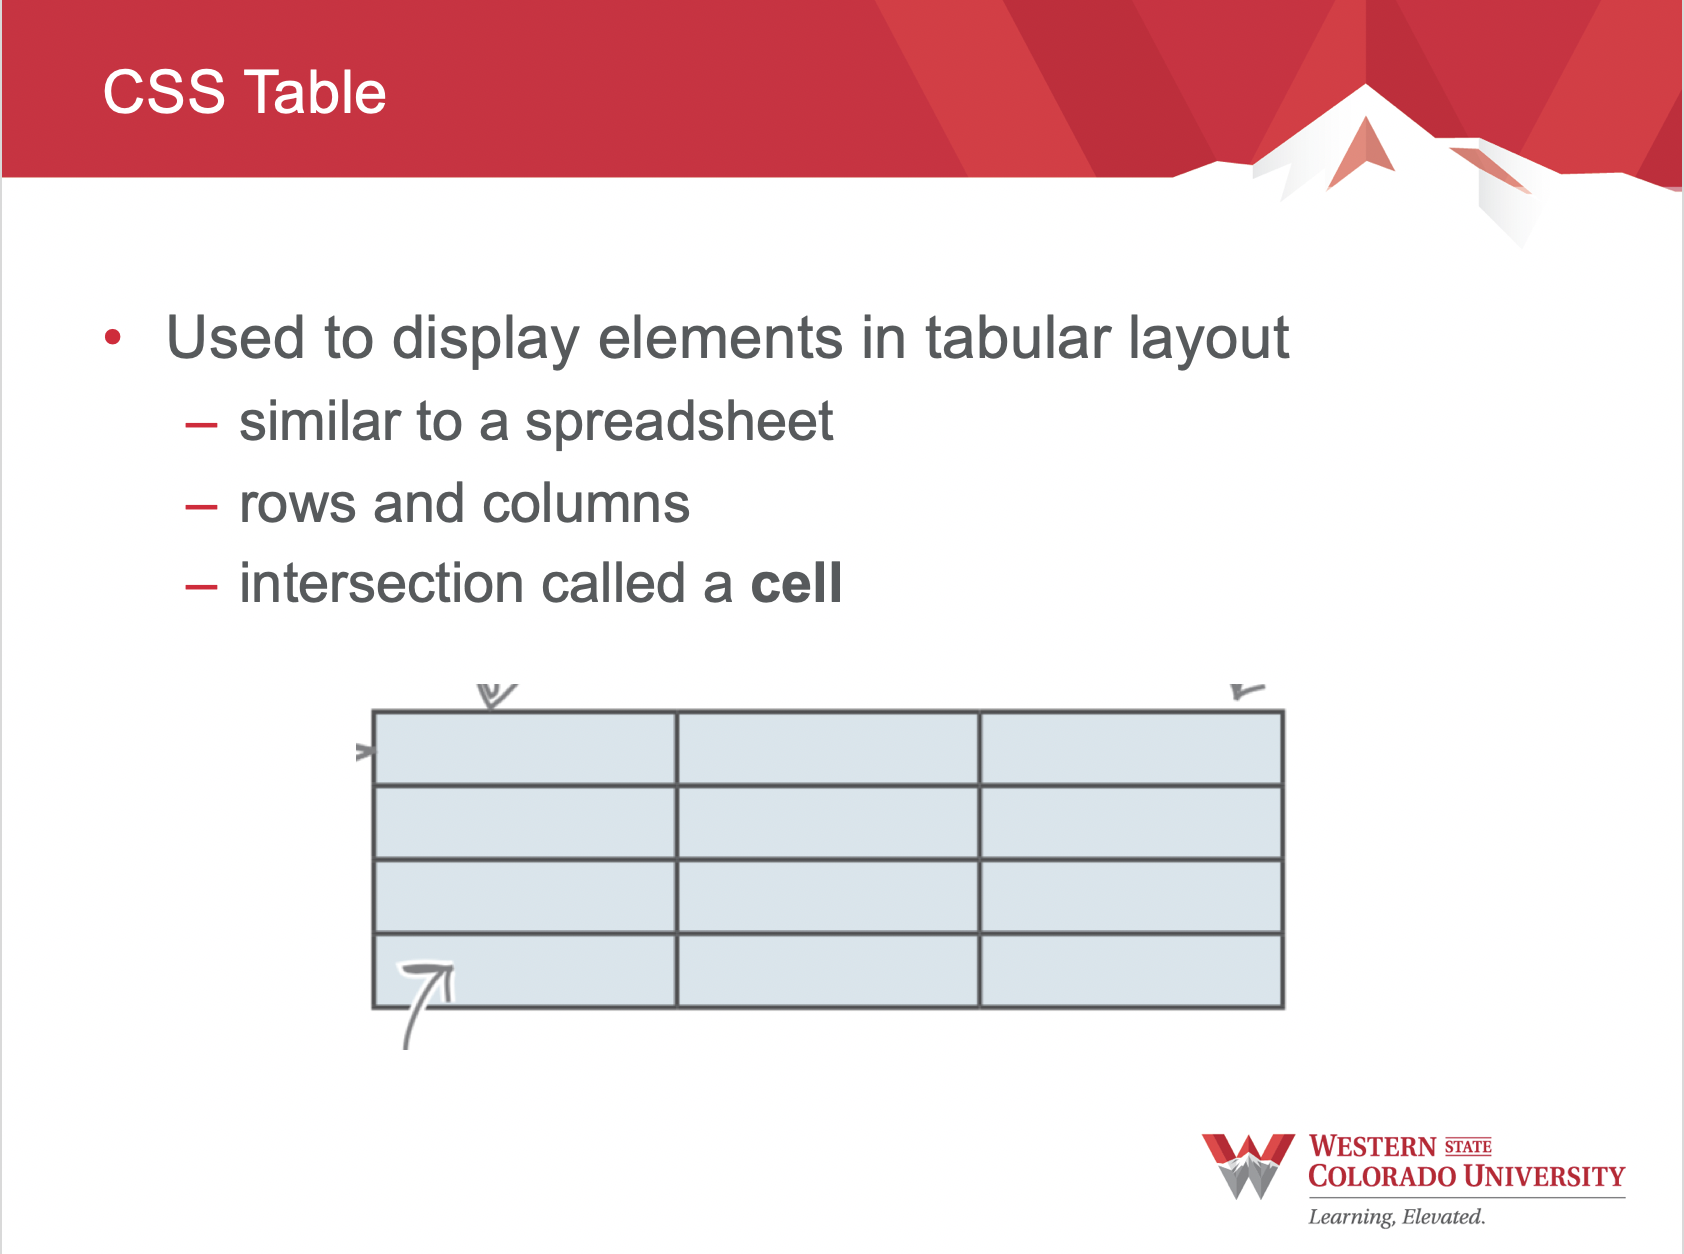 CSS Table
• Used to display elements in tabular layout
– similar to a spreadsheet
– rows and columns
– intersection called a cell
WESTERN STATE
COLORADO UNIVERSITY
Learning, Elevated.